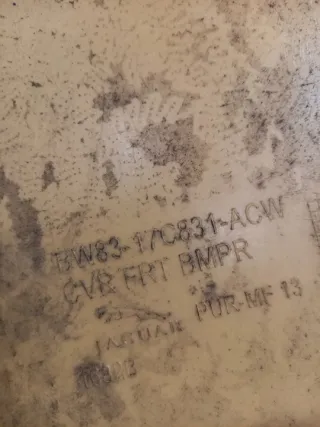 BW83-17C831-ACW
CVR FRT BMPR
PUR-MF 13
JAGUAR